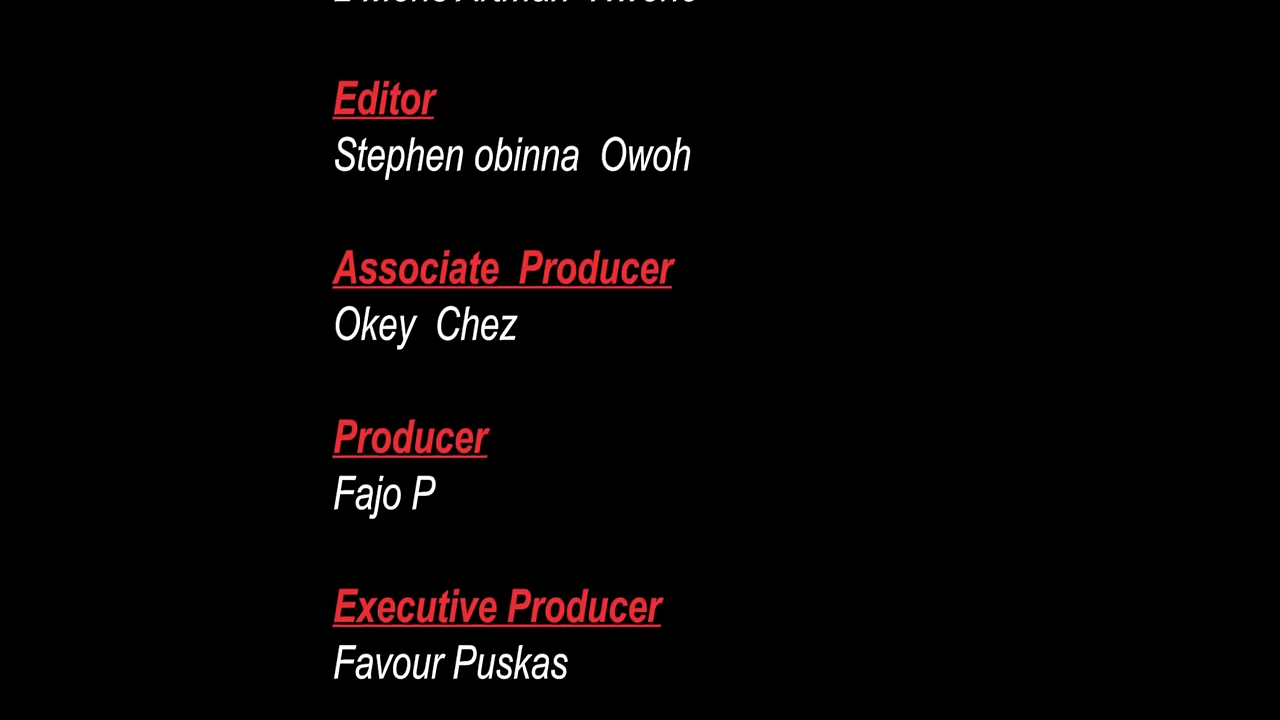 Editor
Stephen obinna  Owoh
Associate  Producer
Okey  Chez
Producer
Fajo P
Executive Producer
Favour Puskas